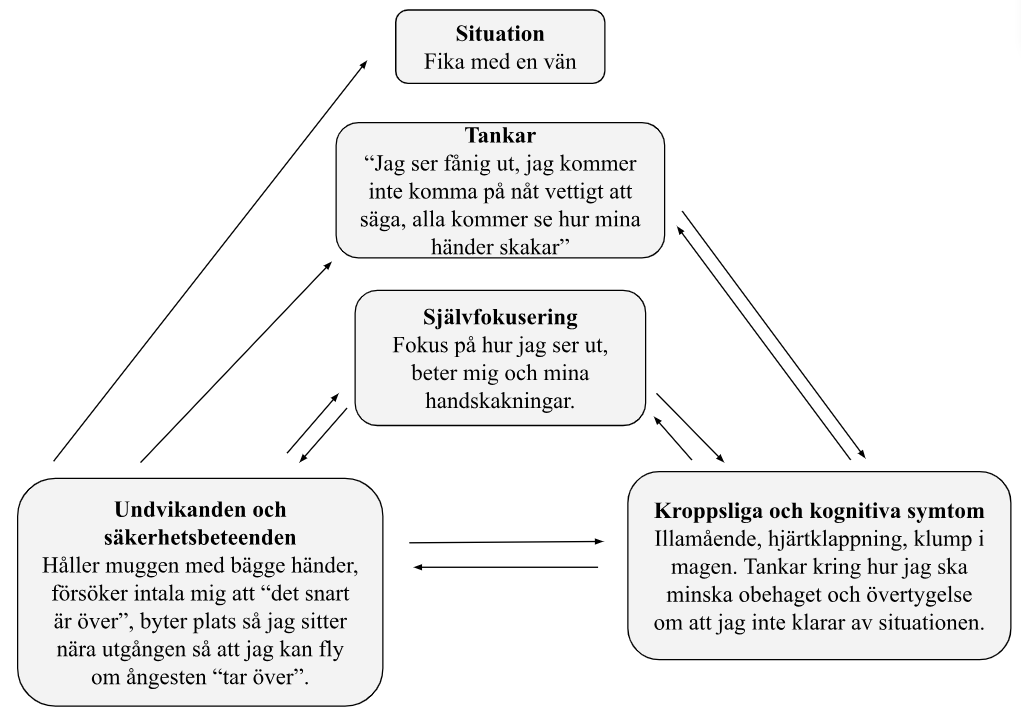 Situation
Fika med en vän
Tankar
“Jag ser fånig ut, jag kommer
inte komma på nåt vettigt att
säga, alla kommer se hur mina
händer skakar”
Självfokusering
Fokus på hur jag ser ut,
beter mig och mina
handskakningar.
Undvikanden och
säkerhetsbeteenden
Håller muggen med bägge händer,
försöker intala mig att “det snart
är över”, byter plats så jag sitter
nära utgången så att jag kan fly
om ångesten “tar över”.
Kroppsliga och kognitiva symtom
Illamående, hjärtklappning, klump i
magen. Tankar kring hur jag ska
minska obehaget och övertygelse
om att jag inte klarar av situationen.